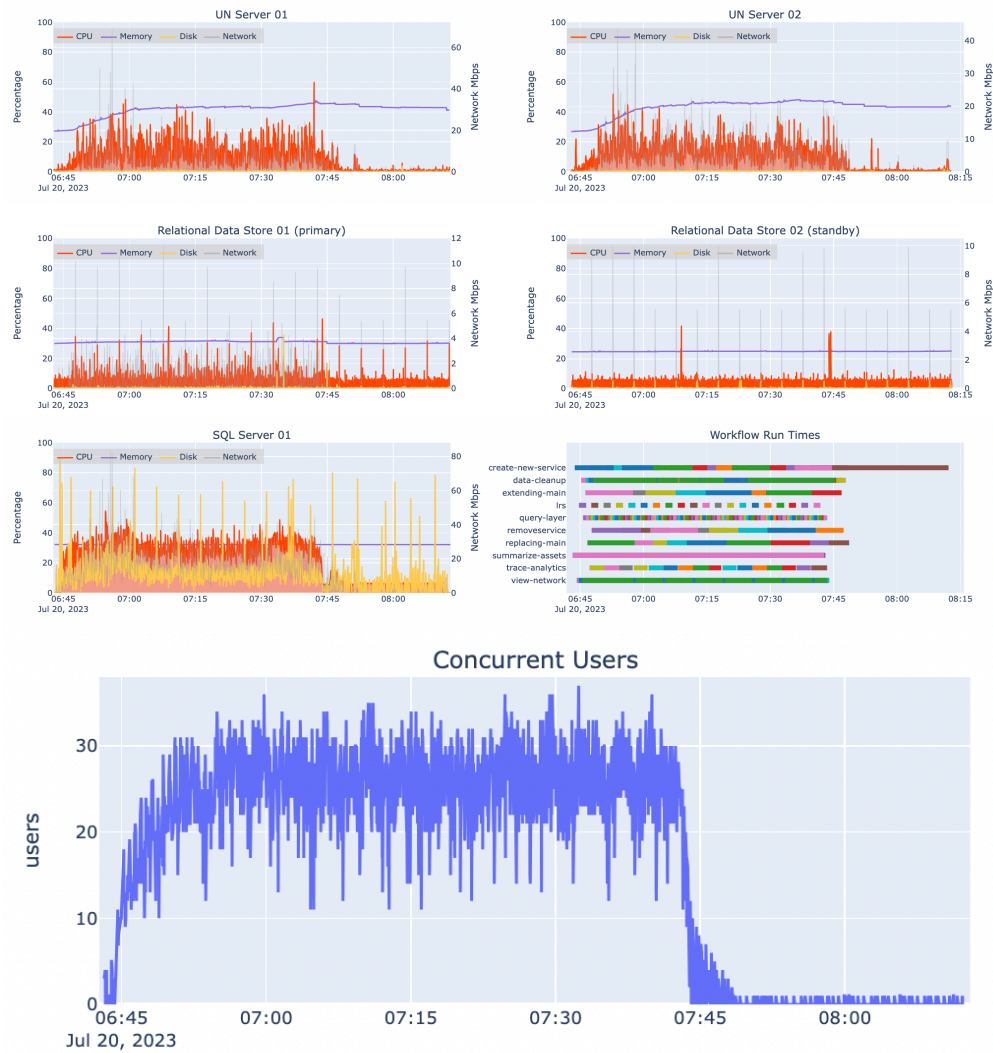 UN Server 01
CPU Memory Disk Network
Percentage
Network Mbps
100
80
60
40
20
0
60
40
20
0
06:45 07:00 07:15 07:30 07:45 08:00
Jul 20, 2023
UN Server 02
CPU Memory Disk Network
Percentage
Network Mbps
100
80
60
40
20
0
40
30
20
10
0
06:45 07:00 07:15 07:30 07:45 08:00 08:15
Jul 20, 2023
Relational Data Store 01 (primary)
CPU Memory Disk Network
Percentage
Network Mbps
100
80
60
40
20
0
12
10
8
6
4
2
0
06:45 07:00 07:15 07:30 07:45 08:00
Jul 20, 2023
Relational Data Store 02 (standby)
CPU Memory Disk Network
Percentage
Network Mbps
100
80
60
40
20
0
10
8
6
4
2
0
06:45 07:00 07:15 07:30 07:45 08:00 08:15
Jul 20, 2023
SQL Server 01
CPU Memory Disk Network
Percentage
Network Mbps
100
80
60
40
20
0
80
60
40
20
0
06:45 07:00 07:15 07:30 07:45 08:00
Jul 20, 2023
Workflow Run Times
create-new-service
data-cleanup
extending-main
lrs
query-layer
removeservice
replacing-main
summarize-assets
trace-analytics
view-network
06:45 07:00 07:15 07:30 07:45 08:00 08:15
Jul 20, 2023
Concurrent Users
users
30
20
10
0
06:45 07:00 07:15 07:30 07:45 08:00
Jul 20, 2023